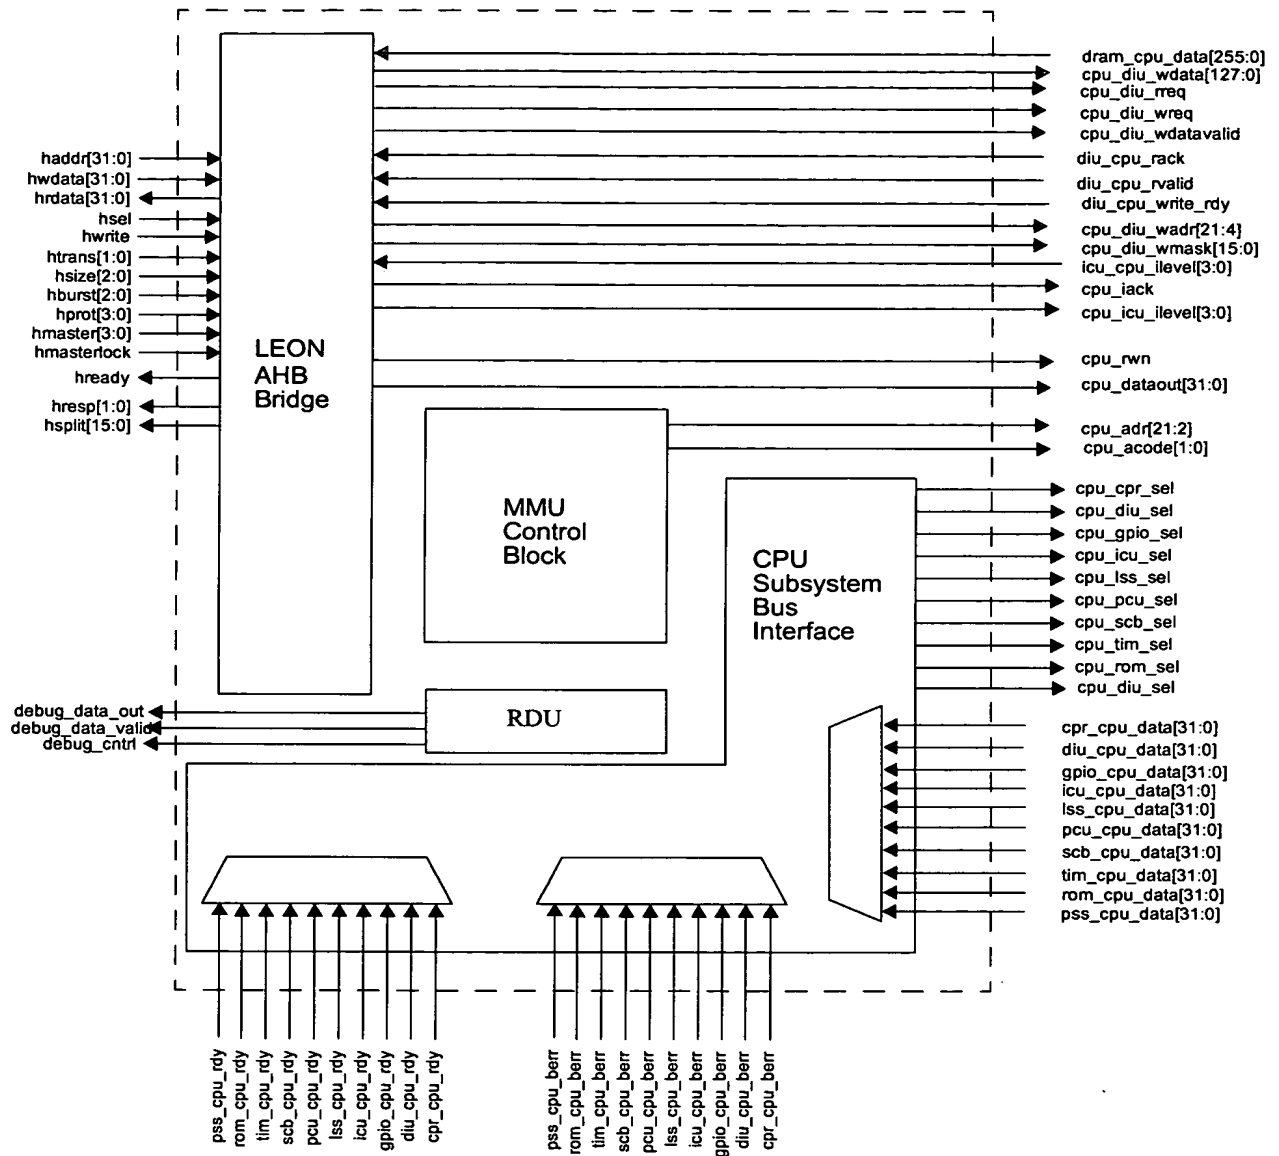 haddr[31:0]
hwdata[31:0]
hrdata[31:0]
hsel
hwrite
htrans[1:0]
hsize[2:0]
hburst[2:0]
hprot[3:0]
hmaster[3:0]
hmasterlock
hready
hresp[1:0]
hsplit[15:0]
LEON
AHB
Bridge
dram_cpu_data[255:0]
cpu_diu_wdata[127:0]
cpu_diu_rreq
cpu_diu_wreq
cpu_diu_wdatavalid
diu_cpu_rack
diu_cpu_rvalid
diu_cpu_write_rdy
cpu_diu_wadr[21:4}
cpu_diu_wmask[15:0]
icu_cpu_ilevel[3:0]
cpu_iack
cpu_icu_ilevel[3:0]
cpu_rwn
cpu_dataout[31:0]
cpu_adr[21:2]
cpu_acode[1:0]
MMU
Control
Block
CPU
Subsystem
Bus
Interface
cpu_cpr_sel
cpu_diu_sel
cpu_gpio_sel
cpu_icu_sel
cpu_lss_sel
cpu_pcu_sel
cpu_scb_sel
cpu_tim_sel
cpu_rom_sel
cpu_diu_sel
debug_data_out
debug_data_valid
debug_cntrl
RDU
cpr_cpu_data[31:0]
diu_cpu_data[31:0]
gpio_cpu_data[31:0]
icu_cpu_data[31:0]
lss_cpu_data[31:0]
pcu_cpu_data[31:0]
scb_cpu_data[31:0]
tim_cpu_data[31:0]
rom_cpu_data[31:0]
pss_cpu_data[31:0]
pss_cpu_rdy
rom_cpu_rdy
tim_cpu_rdy
scb_cpu_rdy
pcu_cpu_rdy
lss_cpu_rdy
icu_cpu_rdy
gpio_cpu_rdy
diu_cpu_rdy
cpr_cpu_rdy
pss_cpu_berr
rom_cpu_berr
tim_cpu_berr
scb_cpu_berr
pcu_cpu_berr
lss_cpu_berr
icu_cpu_berr
gpio_cpu_berr
diu_cpu_berr
cpr_cpu_berr